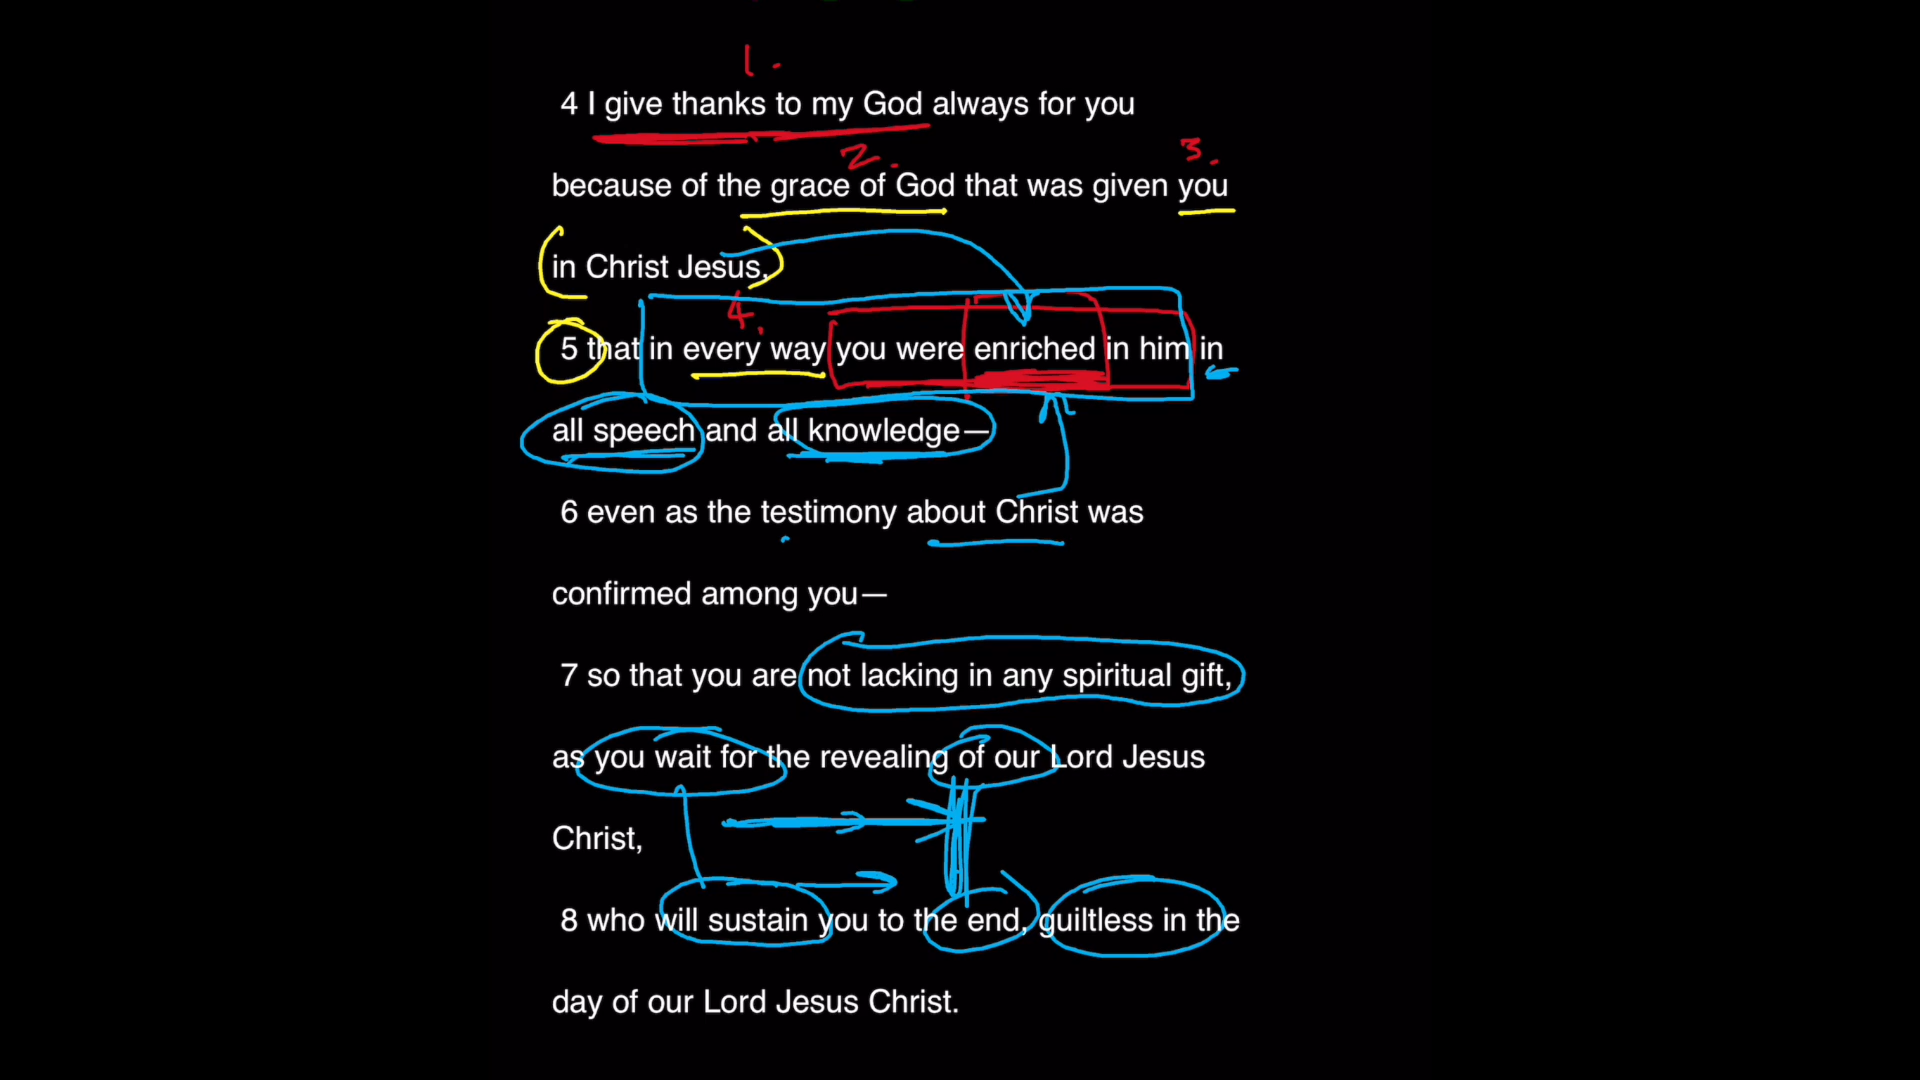 1.
4 I give thanks to my God always for you
2. 3.
because of the grace of God that was given you
in Christ Jesus,
4.
5 that in every way you were enriched in him in
all speech and all knowledge—
6 even as the testimony about Christ was
confirmed among you—
7 so that you are not lacking in any spiritual gift,
as you wait for the revealing of our Lord Jesus
Christ,
8 who will sustain you to the end, guiltless in the
day of our Lord Jesus Christ.